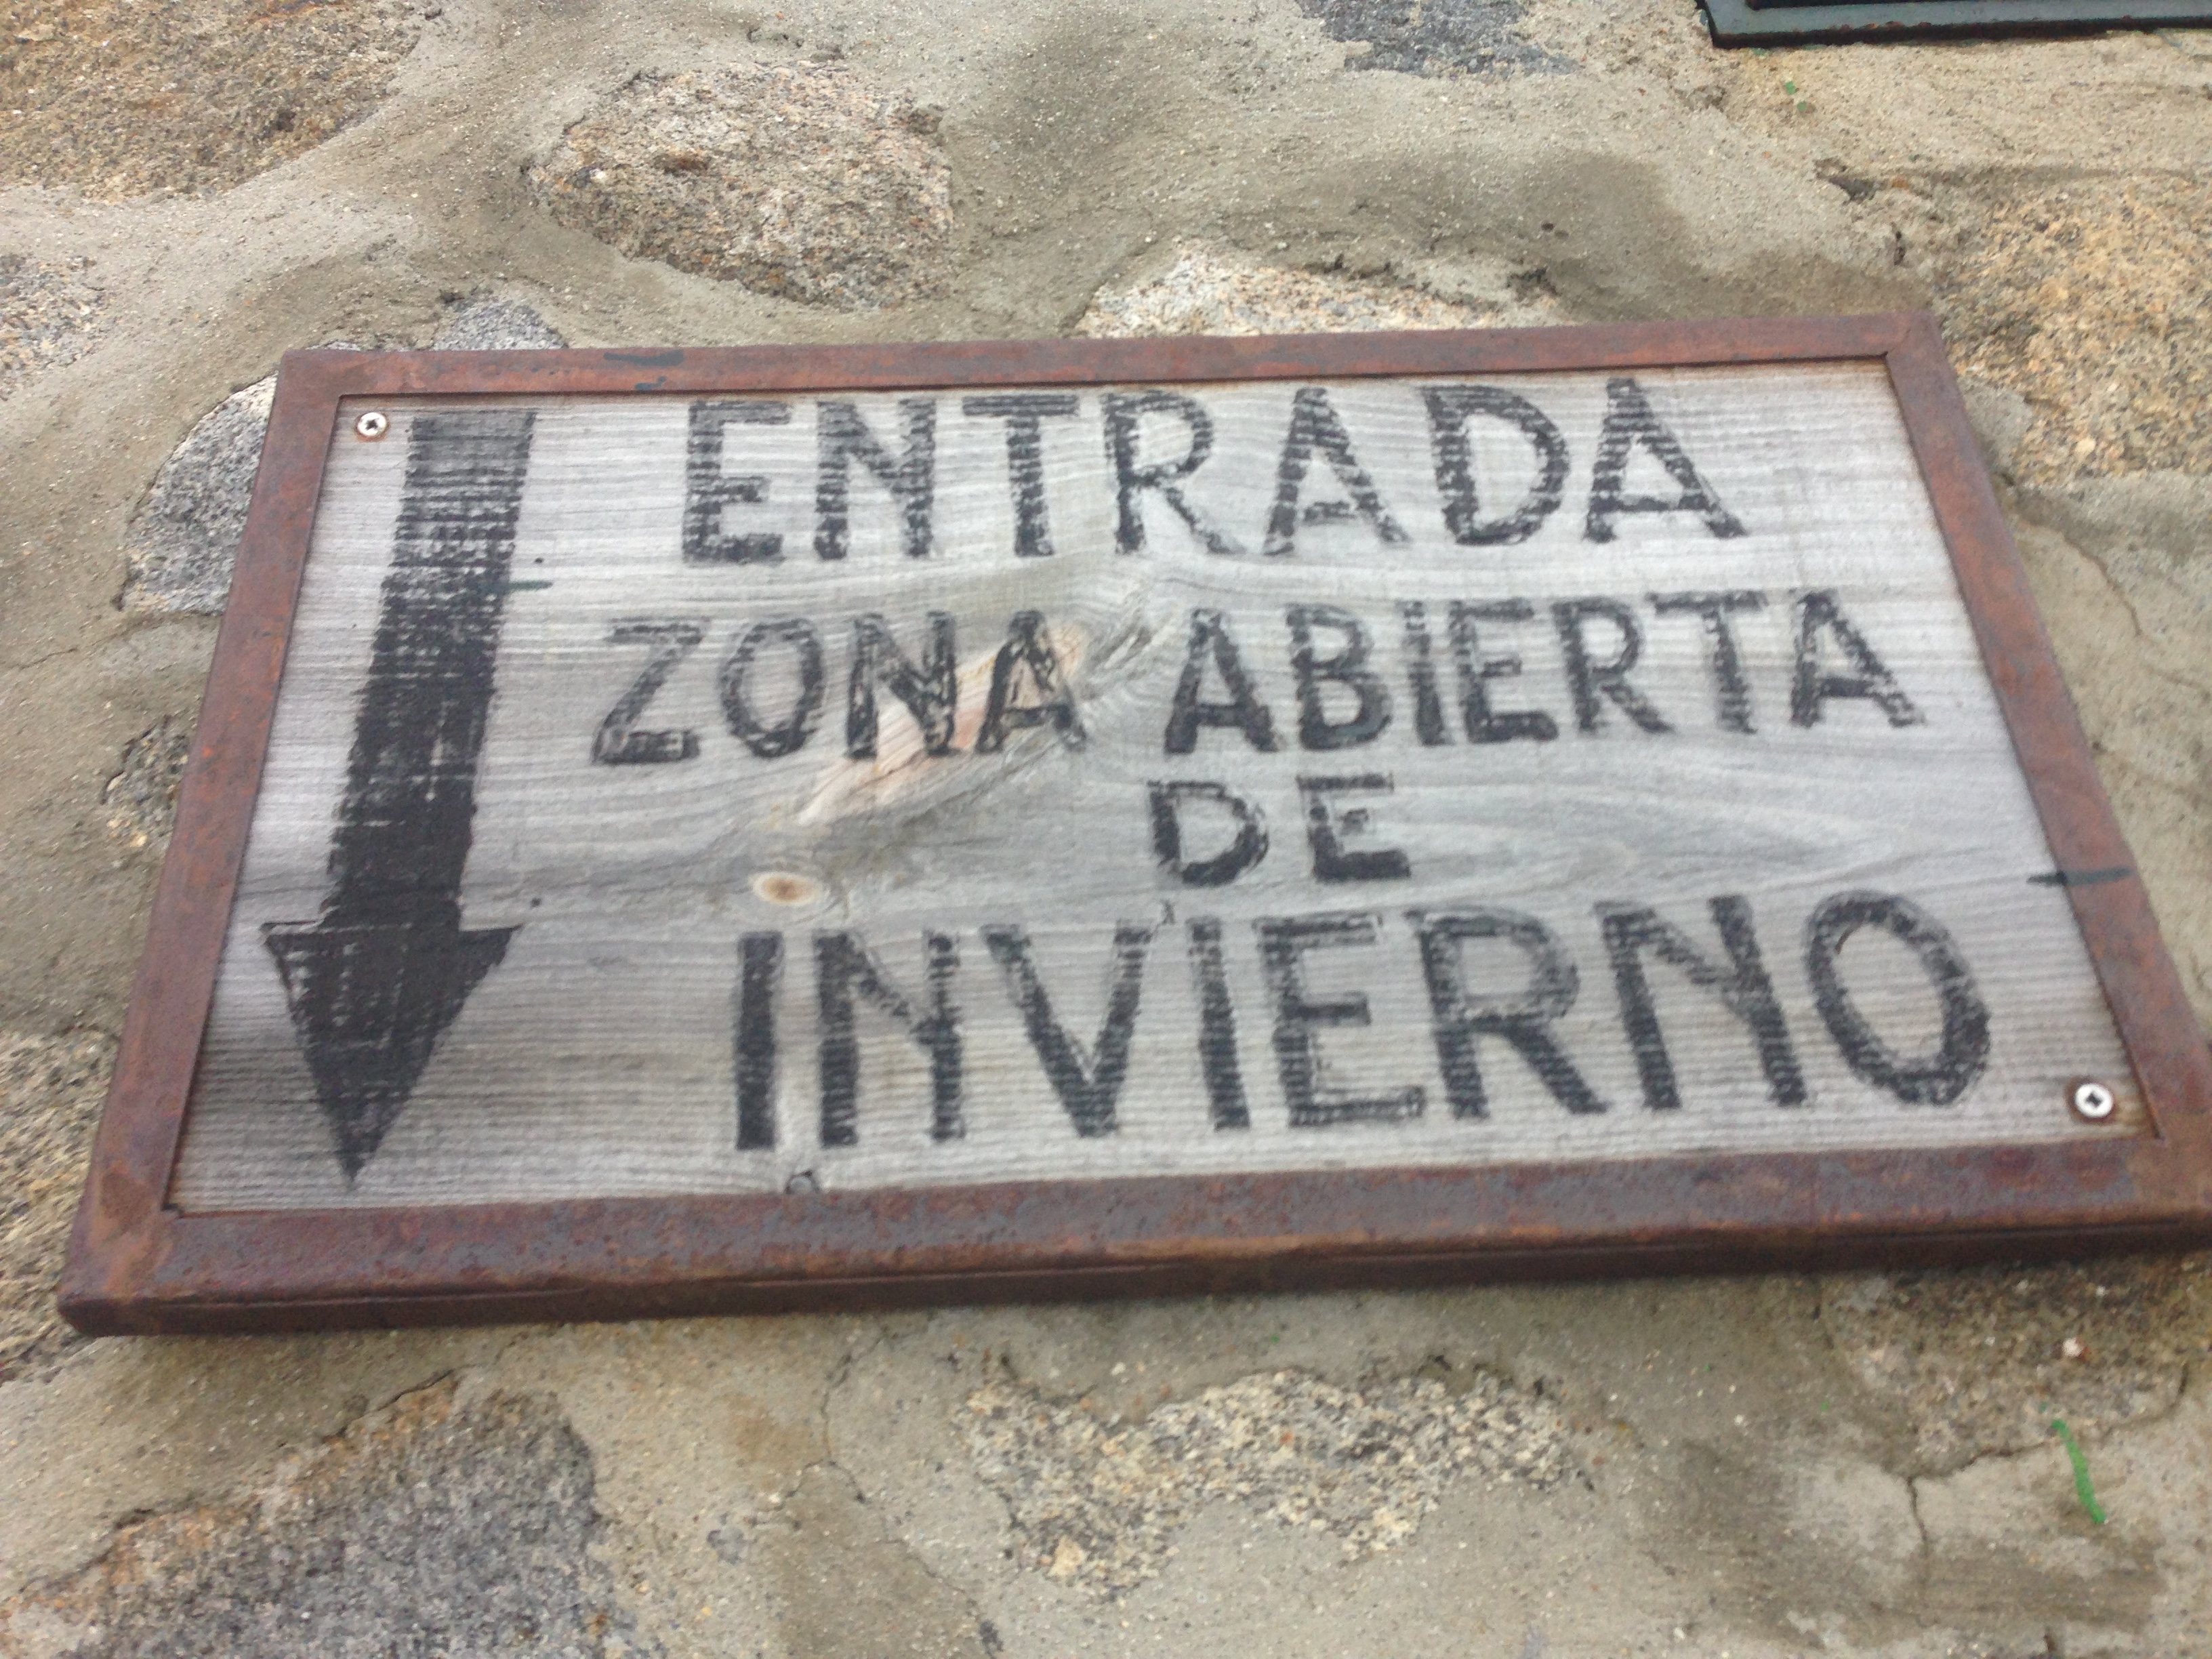 ENTRADA
ZONA ABIERTA
DE
INVIERNO